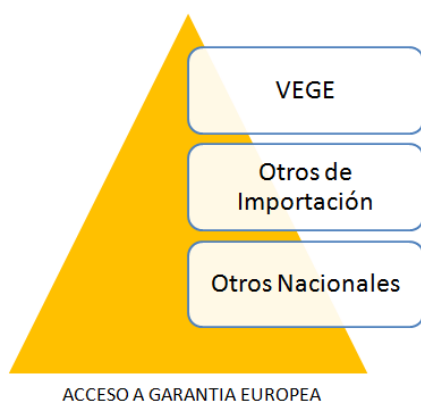 VEGE
Otros de
Importación
Otros Nacionales
ACCESO A GARANTIA EUROPEA